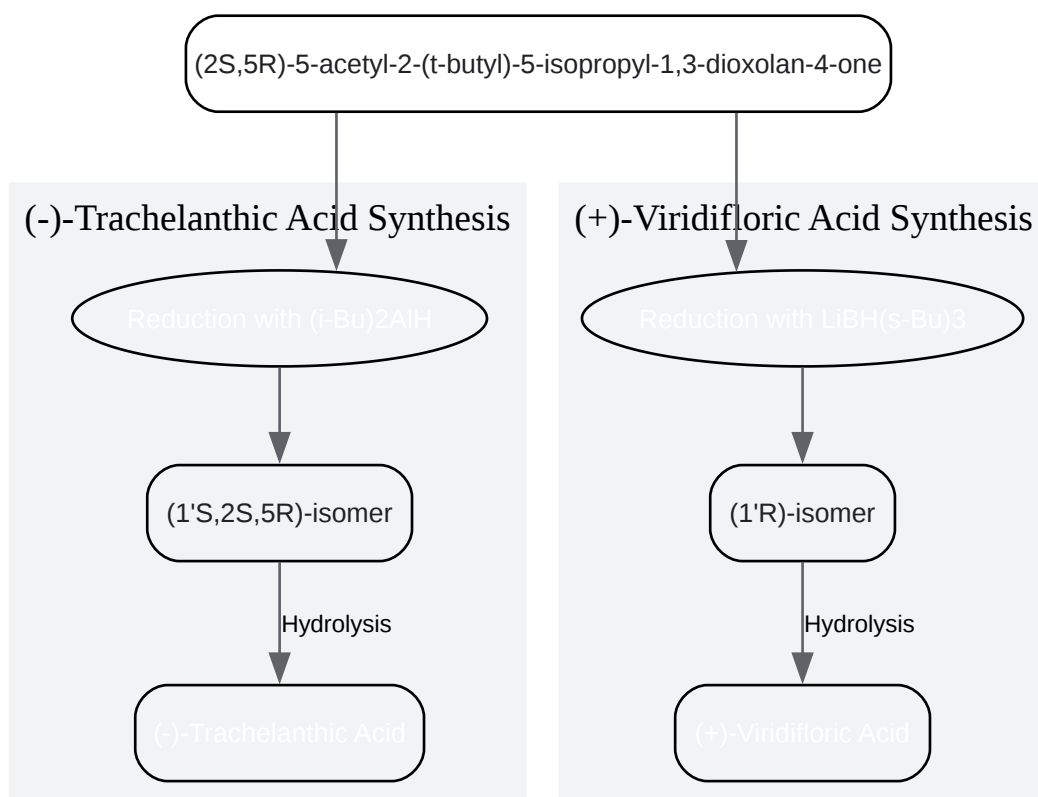 (2S,5R)-5-acetyl-2-(t-butyl)-5-isopropyl-1,3-dioxolan-4-one
(-)-Trachelanthic Acid Synthesis
(+)-Viridifloric Acid Synthesis
Reduction with (i-Bu)2AlH
Reduction with LiBH(s-Bu)3
(1'S,2S,5R)-isomer
(1'R)-isomer
Hydrolysis
Hydrolysis
(-)-Trachelanthic Acid
(+)-Viridifloric Acid